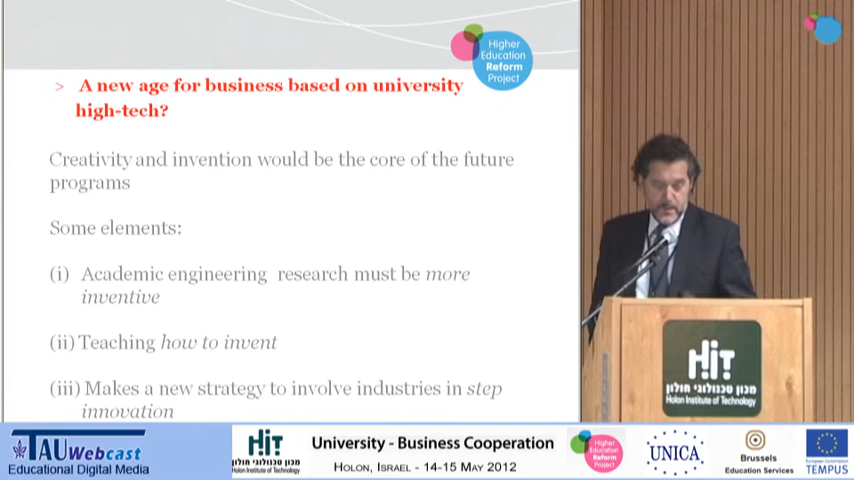 Higher
Education
Reform
Project
> A new age for business based on university
high-tech?
Creativity and invention would be the core of the future
programs
Some elements:
(i) Academic engineering research must be more
inventive
(ii) Teaching how to invent
(iii) Makes a new strategy to involve industries in step
innovation
HiT
מכון טכנולוגי חולון
Holon Institute of Technology
TAU Webcast
Educational Digital Media
HiT
מכון טכנולוגי חולון
Holon Institute of Technology
University - Business Cooperation
Holon, Israel - 14-15 May 2012
Higher
Education
Reform
Project
UNICA
Brussels
Education Services
European Commission
TEMPUS